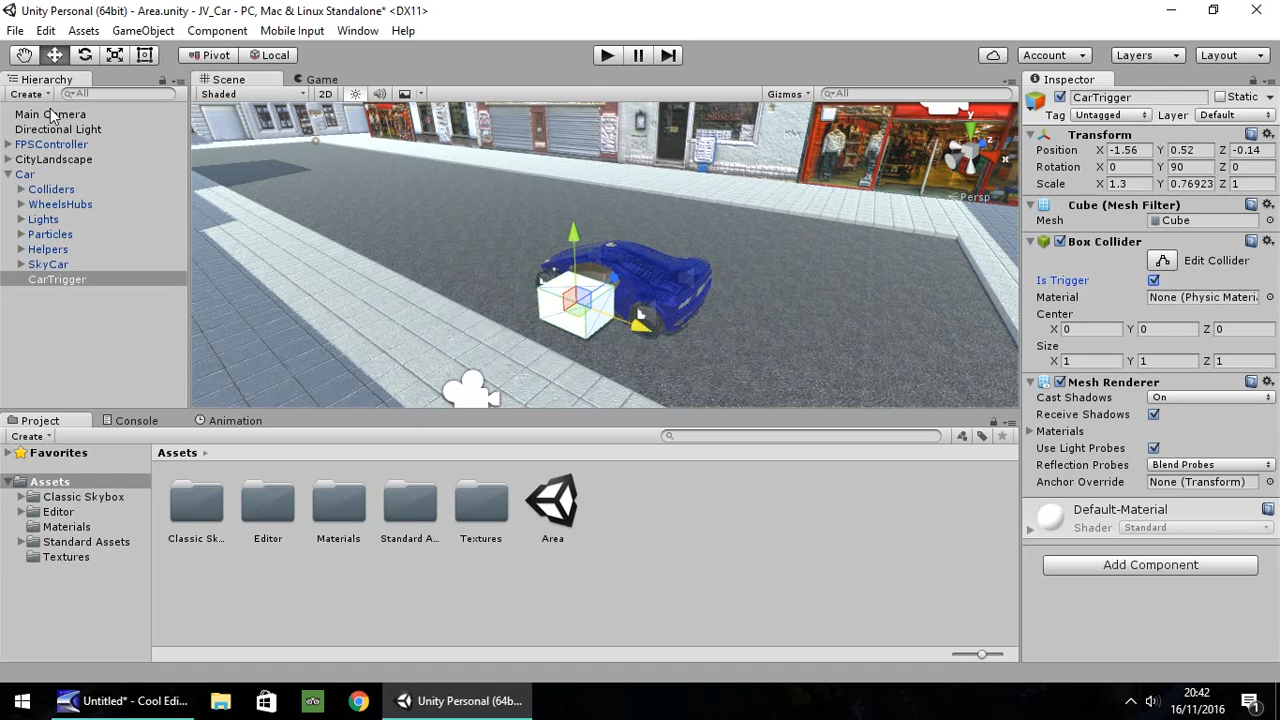 Unity Personal (64bit) - Area.unity - JV_Car - PC, Mac & Linux Standalone* <DX11>
File Edit Assets GameObject Component Mobile Input Window Help
Pivot Local Account Layers Layout
Hierarchy
Create All
Main Camera
Directional Light
FPSController
CityLandscape
Car
Colliders
WheelsHubs
Lights
Particles
Helpers
SkyCar
CarTrigger
Scene Game
Shaded 2D Gizmos All
y
z
x
Persp
Inspector
CarTrigger Static
Tag Untagged Layer Default
Transform
Position X -1.56 Y 0.52 Z -0.14
Rotation X 0 Y 90 Z 0
Scale X 1.3 Y 0.76923 Z 1
Cube (Mesh Filter)
Mesh Cube
Box Collider
Edit Collider
Is Trigger
Material None (Physic Materi
Center
X 0 Y 0 Z 0
Size
X 1 Y 1 Z 1
Mesh Renderer
Cast Shadows On
Receive Shadows
Materials
Use Light Probes
Reflection Probes Blend Probes
Anchor Override None (Transform)
Default-Material
Shader Standard
Add Component
Project Console Animation
Create
Favorites
Assets
Classic Skybox
Editor
Materials
Standard Assets
Textures
Assets
Classic Sk... Editor Materials Standard A... Textures Area
Untitled* - Cool Edi... Unity Personal (64b... 20:42
16/11/2016
1